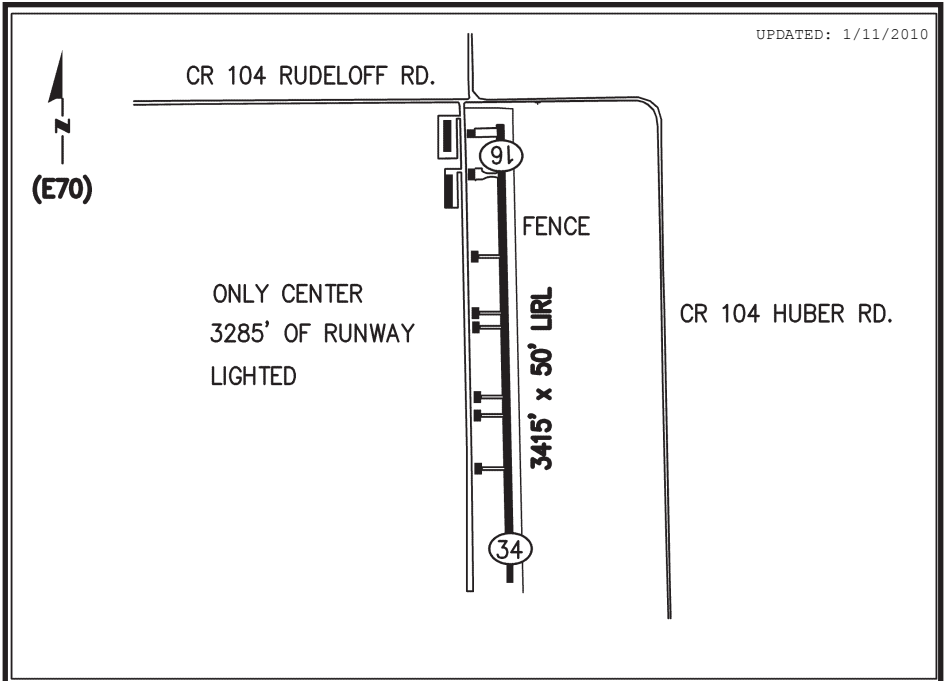 UPDATED: 1/11/2010
CR 104 RUDELOFF RD.
N
(E70)
16
FENCE
ONLY CENTER
3285' OF RUNWAY
LIGHTED
3415' x 50' LIRL
CR 104 HUBER RD.
34